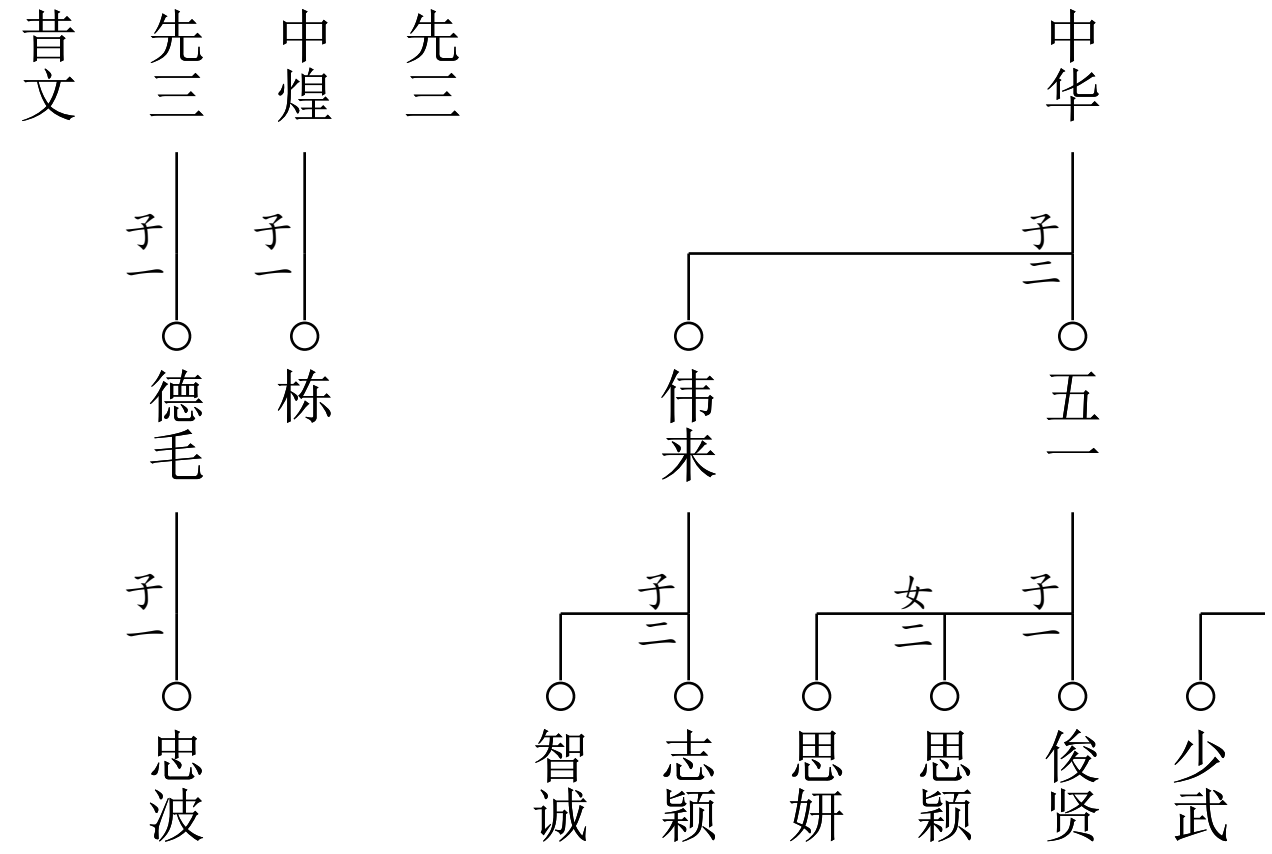 中华
先三
中煌
先三
昔文
子二
子一
子一
五一
伟来
栋
德毛
子一
女二
子二
子一
少武
俊贤
思颖
思妍
志颖
智诚
忠波